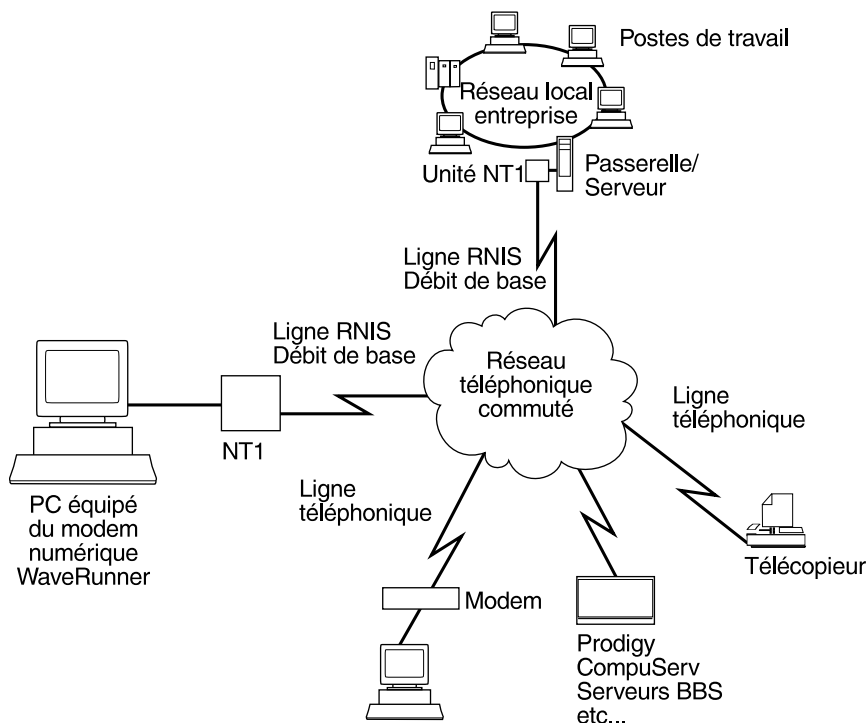 Postes de travail
Réseau local
entreprise
Unité NT1
Passerelle/
Serveur
Ligne RNIS
Débit de base
Ligne RNIS
Débit de base
Réseau
téléphonique
commuté
Ligne
téléphonique
NT1
PC équipé
du modem
numérique
WaveRunner
Ligne
téléphonique
Télécopieur
Modem
Prodigy
CompuServ
Serveurs BBS
etc...